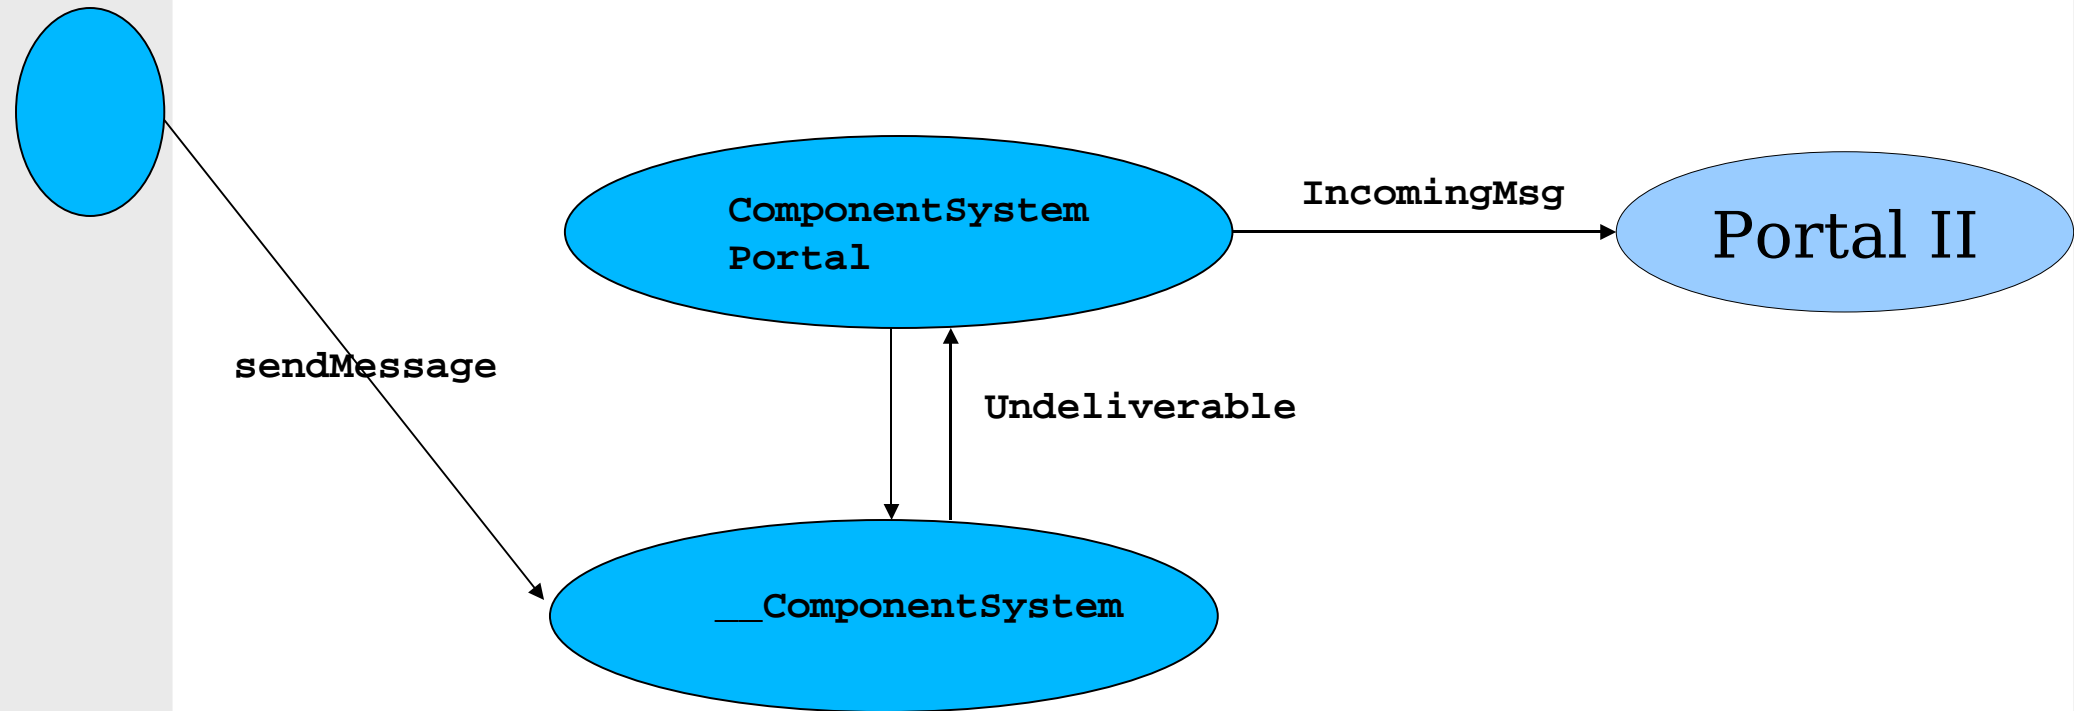 ComponentSystem
Portal
IncomingMsg
Portal II
sendMessage
Undeliverable
__ComponentSystem